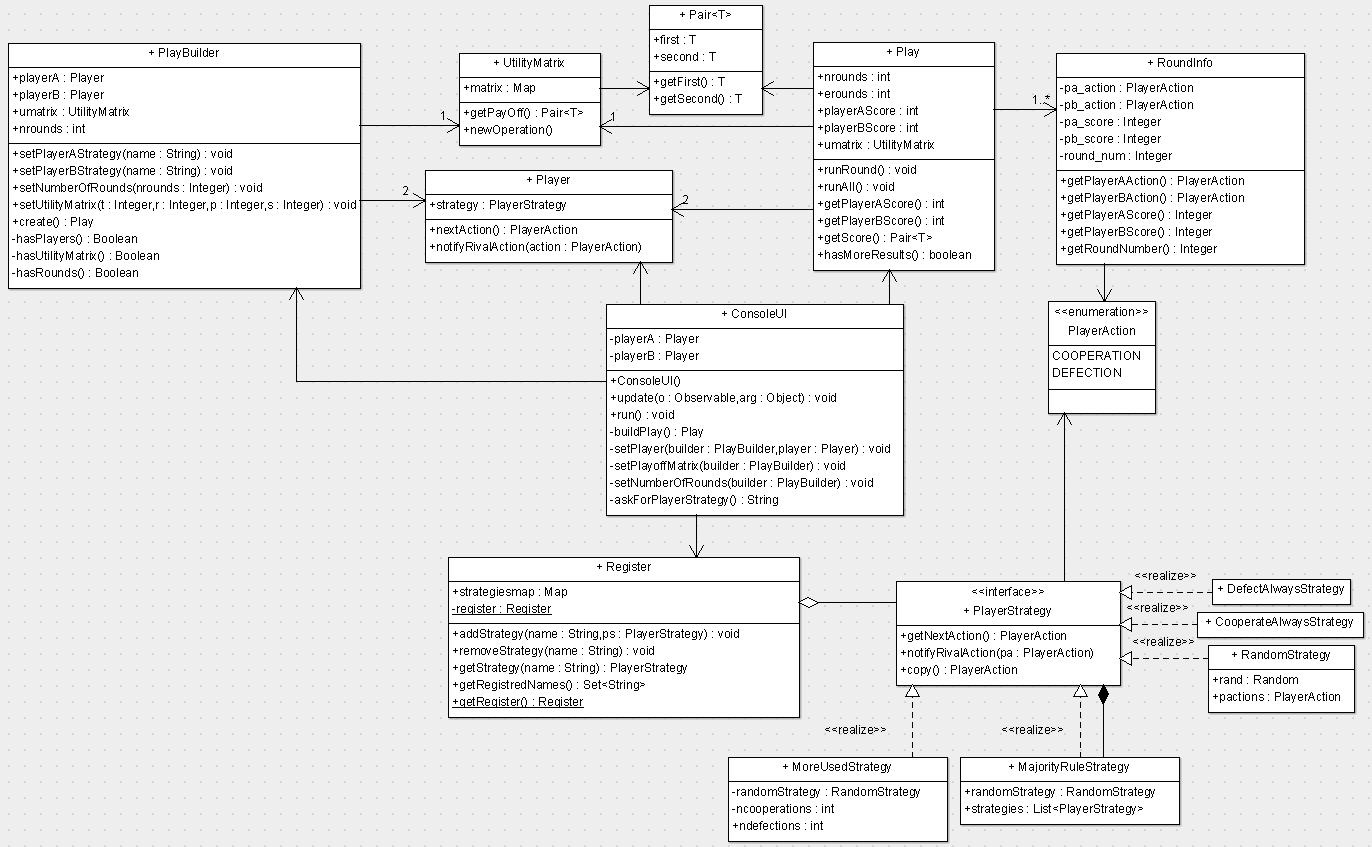 + PlayBuilder
+playerA : Player
+playerB : Player
+umatrix : UtilityMatrix
+nrounds : int
+setPlayerAStrategy(name : String) : void
+setPlayerBStrategy(name : String) : void
+setNumberOfRounds(nrounds : Integer) : void
+setUtilityMatrix(t : Integer,r : Integer,p : Integer,s : Integer) : void
+create() : Play
-hasPlayers() : Boolean
-hasUtilityMatrix() : Boolean
-hasRounds() : Boolean
+ UtilityMatrix
+matrix : Map
+getPayOff() : Pair<T>
+newOperation()
+ Pair<T>
+first : T
+second : T
+getFirst() : T
+getSecond() : T
+ Play
+nrounds : int
+erounds : int
+playerAScore : int
+playerBScore : int
+umatrix : UtilityMatrix
+runRound() : void
+runAll() : void
+getPlayerAScore() : int
+getPlayerBScore() : int
+getScore() : Pair<T>
+hasMoreResults() : boolean
+ RoundInfo
-pa_action : PlayerAction
-pb_action : PlayerAction
-pa_score : Integer
-pb_score : Integer
-round_num : Integer
+getPlayerAAction() : PlayerAction
+getPlayerBAction() : PlayerAction
+getPlayerAScore() : Integer
+getPlayerBScore() : Integer
+getRoundNumber() : Integer
1
1
1..*
2
2
+ Player
+strategy : PlayerStrategy
+nextAction() : PlayerAction
+notifyRivalAction(action : PlayerAction)
+ ConsoleUI
-playerA : Player
-playerB : Player
+ConsoleUI()
+update(o : Observable,arg : Object) : void
+run() : void
-buildPlay() : Play
-setPlayer(builder : PlayBuilder,player : Player) : void
-setPlayoffMatrix(builder : PlayBuilder) : void
-setNumberOfRounds(builder : PlayBuilder) : void
-askForPlayerStrategy() : String
<<enumeration>>
PlayerAction
COOPERATION
DEFECTION
+ Register
+strategiesmap : Map
-register : Register
+addStrategy(name : String,ps : PlayerStrategy) : void
+removeStrategy(name : String) : void
+getStrategy(name : String) : PlayerStrategy
+getRegistredNames() : Set<String>
+getRegister() : Register
<<interface>>
+ PlayerStrategy
+getNextAction() : PlayerAction
+notifyRivalAction(pa : PlayerAction)
+copy() : PlayerAction
<<realize>>
+ DefectAlwaysStrategy
<<realize>>
+ CooperateAlwaysStrategy
<<realize>>
+ RandomStrategy
+rand : Random
+pactions : PlayerAction
<<realize>>
<<realize>>
+ MoreUsedStrategy
-randomStrategy : RandomStrategy
-ncooperations : int
+ndefections : int
+ MajorityRuleStrategy
+randomStrategy : RandomStrategy
+strategies : List<PlayerStrategy>